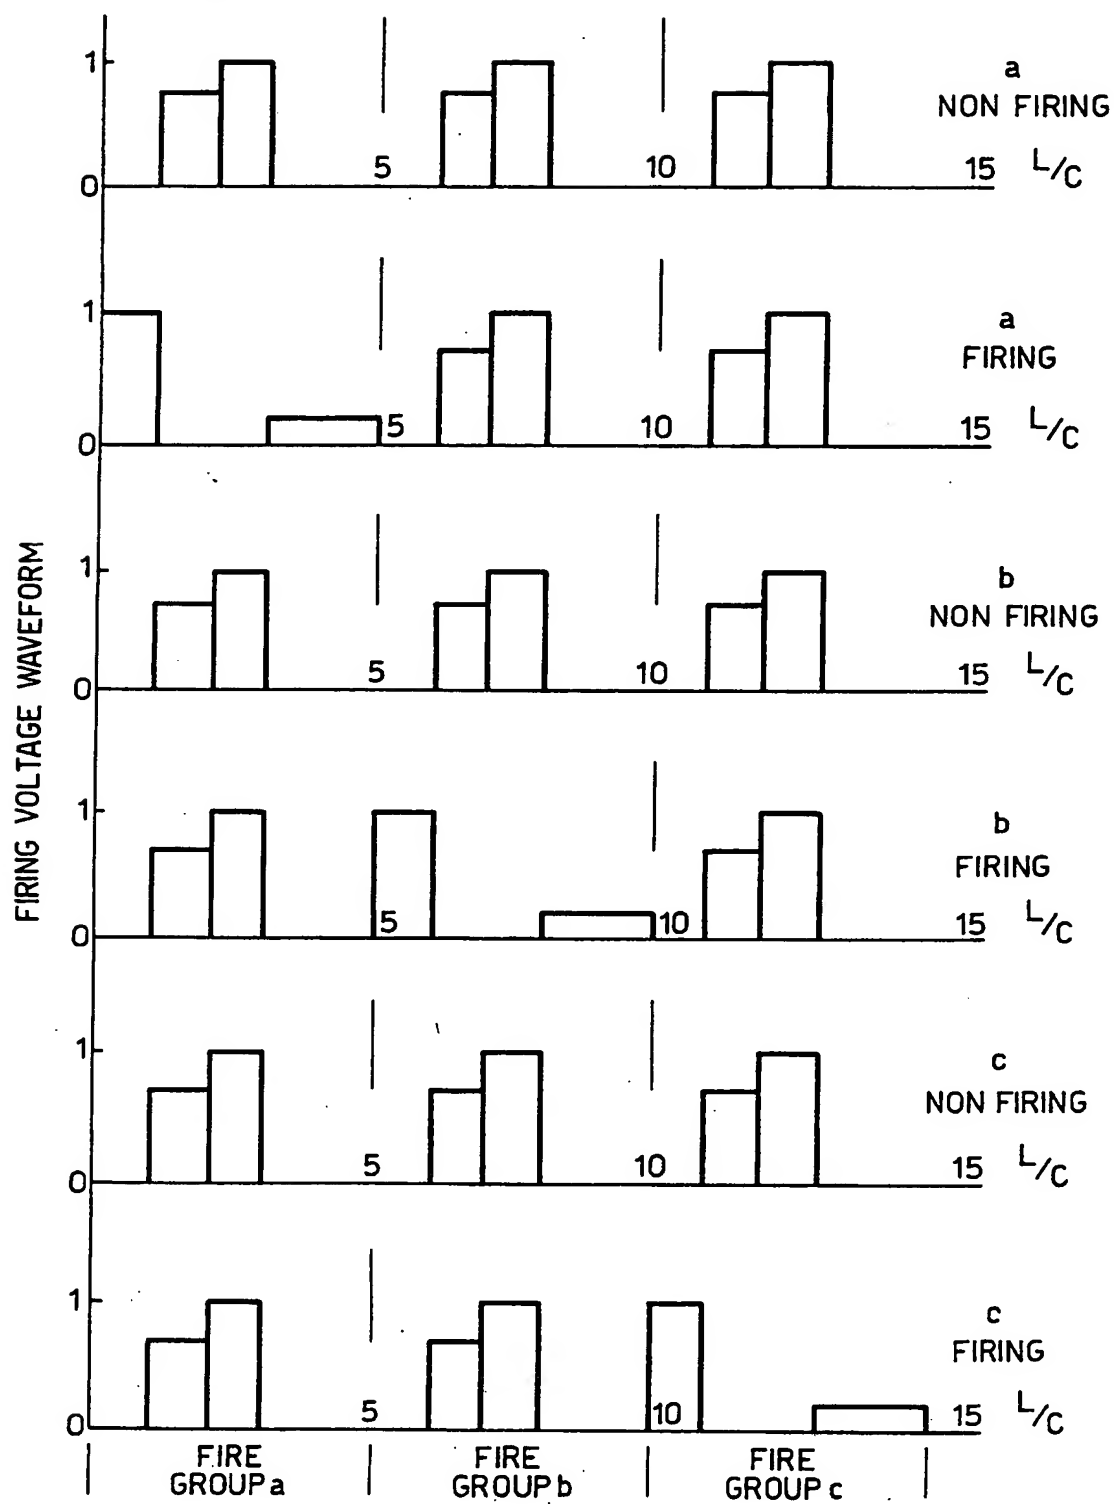 FIRING VOLTAGE WAVEFORM
1
a
NON FIRING
0
5
10
15
L/C
1
a
FIRING
0
5
10
15
L/C
1
b
NON FIRING
0
5
10
15
L/C
1
b
FIRING
0
5
10
15
L/C
1
c
NON FIRING
0
5
10
15
L/C
1
c
FIRING
0
5
10
15
L/C
FIRE
GROUP a
FIRE
GROUP b
FIRE
GROUP c